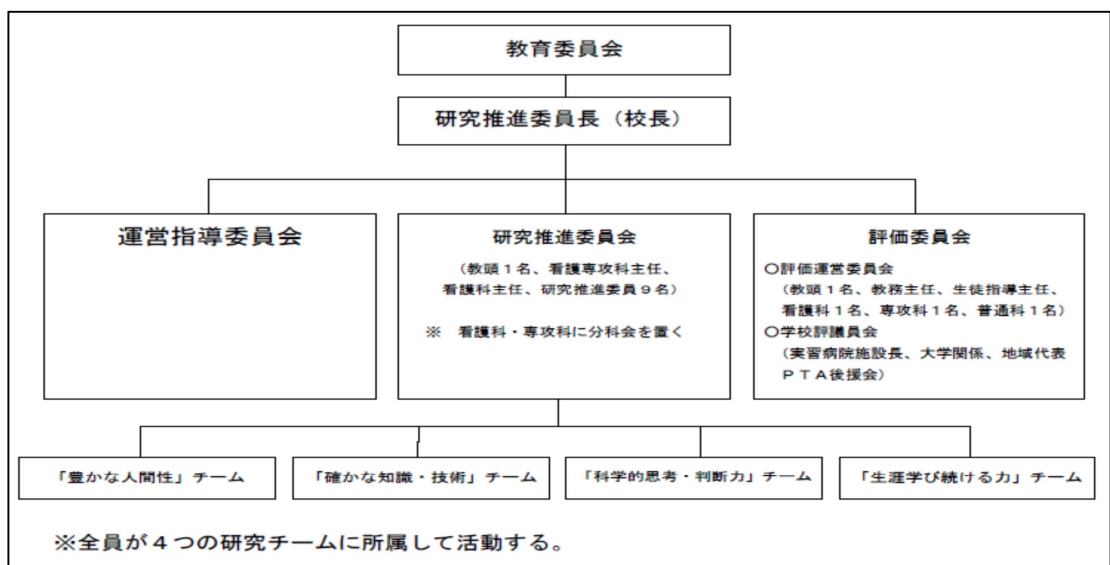 教育委員会
研究推進委員長（校長）
運営指導委員会
研究推進委員会
（教頭１名、看護専攻科主任、
看護科主任、研究推進委員９名）
※　看護科・専攻科に分科会を置く
評価委員会
〇評価運営委員会
（教頭１名、教務主任、生徒指導主任、
看護科１名、専攻科１名、普通科１名）
〇学校評議員会
（実習病院施設長、大学関係、地域代表
ＰＴＡ後援会）
「豊かな人間性」チーム
「確かな知識・技術」チーム
「科学的思考・判断力」チーム
「生涯学び続ける力」チーム
※全員が４つの研究チームに所属して活動する。